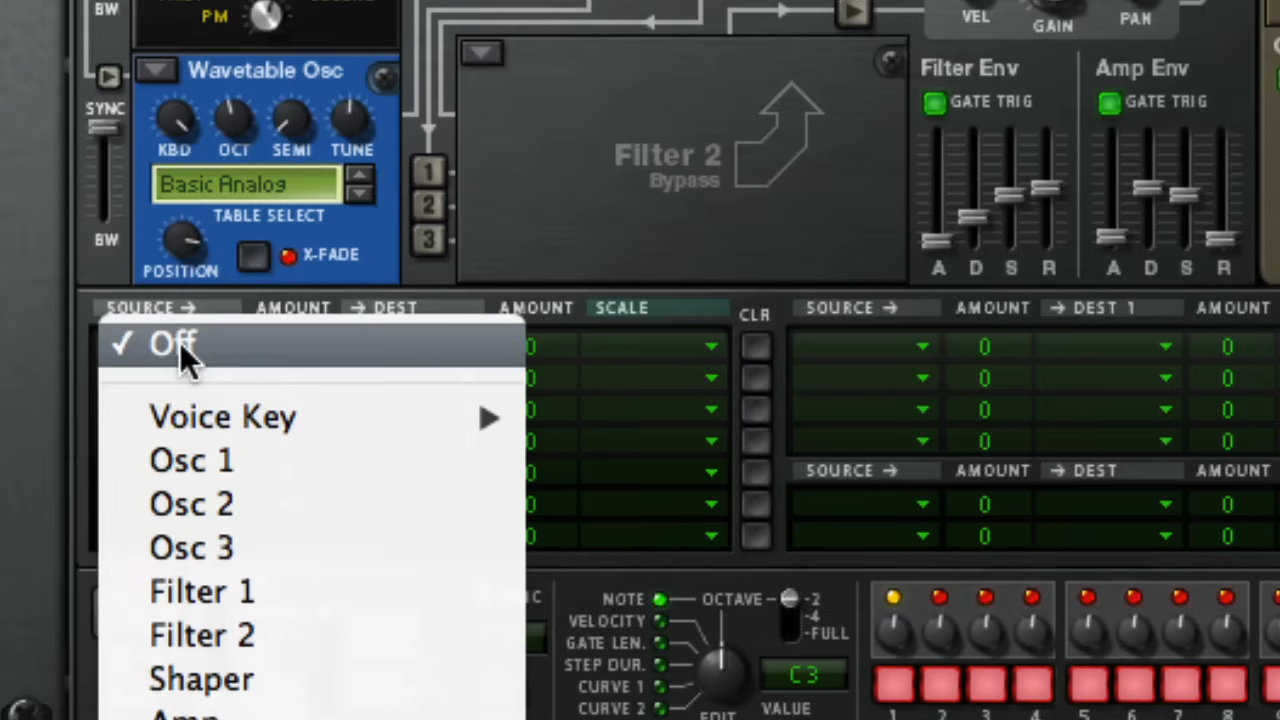 BW
PM
VEL
GAIN
PAN
Wavetable Osc
SYNC
KBD
OCT
SEMI
TUNE
Basic Analog
TABLE SELECT
BW
POSITION
X-FADE
1
2
3
Filter 2
Bypass
Filter Env
GATE TRIG
A D S R
Amp Env
GATE TRIG
A D S R
SOURCE → AMOUNT → DEST AMOUNT SCALE
CLR
SOURCE → AMOUNT → DEST 1 AMOUNT
✓ Off
Voice Key
Osc 1
Osc 2
Osc 3
Filter 1
Filter 2
Shaper
Amp
0
0
0
0
0
0
0
0 0
0 0
0 0
0 0
SOURCE → AMOUNT → DEST AMOUNT
0 0
0 0
NOTE
VELOCITY
GATE LEN.
STEP DUR.
CURVE 1
CURVE 2
OCTAVE
-2
-4
-FULL
C 3
EDIT
VALUE
1 2 3 4 5 6 7 8